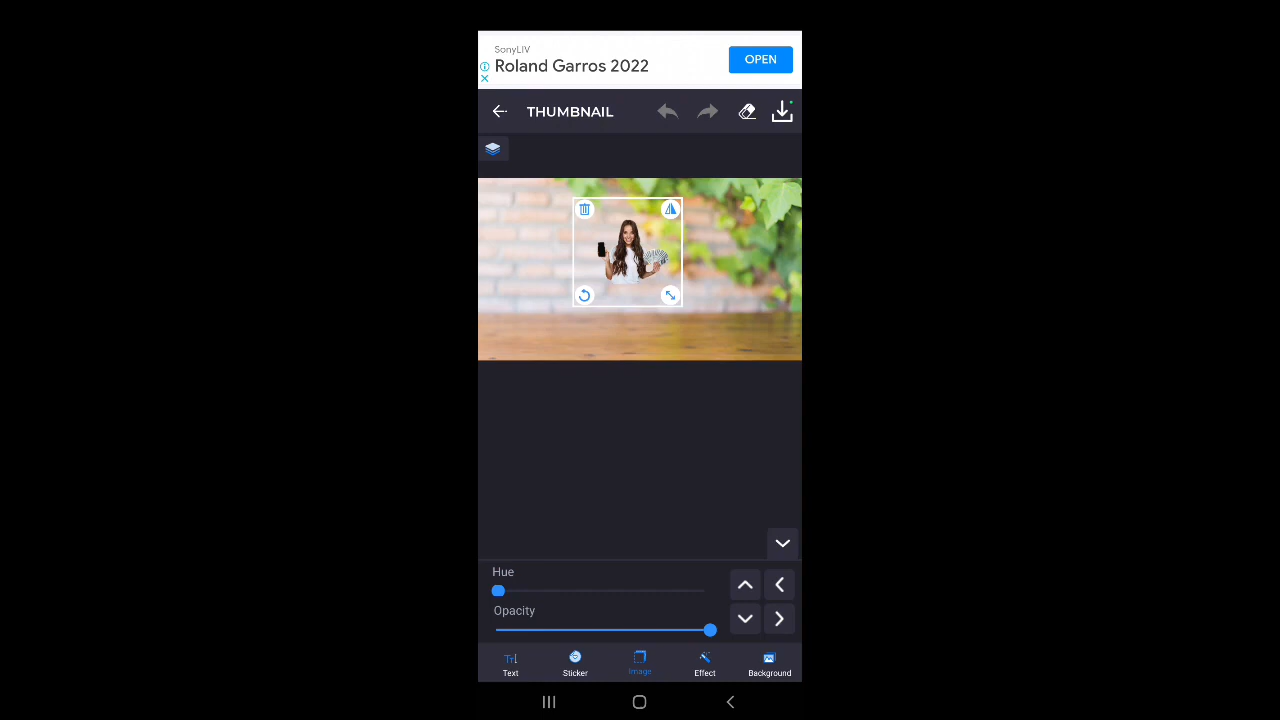 SonyLIV
Roland Garros 2022
OPEN
THUMBNAIL
Hue
Opacity
Text
Sticker
Image
Effect
Background